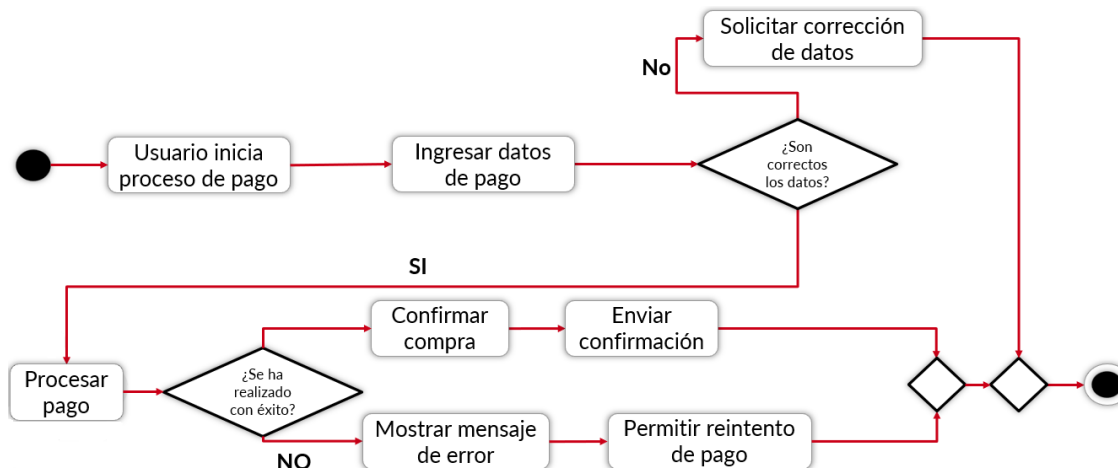 Solicitar corrección
de datos
No
Usuario inicia
proceso de pago
Ingresar datos
de pago
¿Son
correctos
los datos?
SI
Confirmar
compra
Enviar
confirmación
Procesar
pago
¿Se ha
realizado
con éxito?
NO
Mostrar mensaje
de error
Permitir reintento
de pago